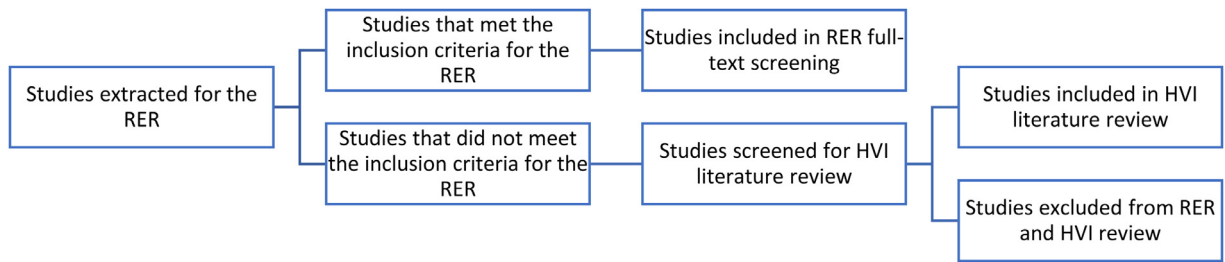 Studies extracted for the
RER
Studies that met the
inclusion criteria for the
RER
Studies that did not meet
the inclusion criteria for the
RER
Studies included in RER full-
text screening
Studies screened for HVI
literature review
Studies included in HVI
literature review
Studies excluded from RER
and HVI review